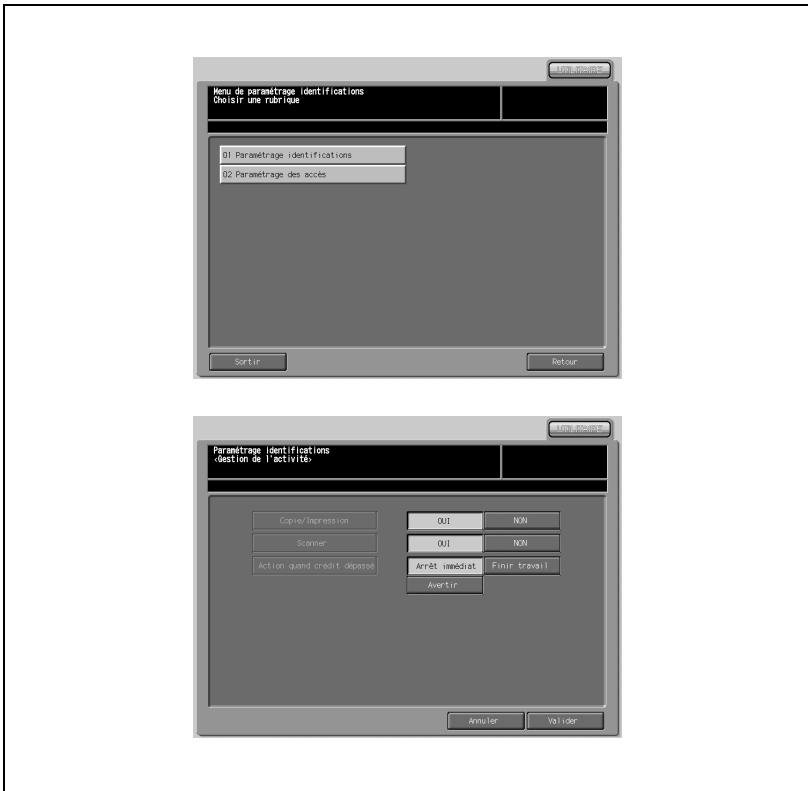 UTILITAIRE
Menu de paramétrage identifications
Choisir une rubrique
01 Paramétrage identifications
02 Paramétrage des accès
Sortir
Retour
UTILITAIRE
Paramétrage identifications
<Gestion de l'activité>
Copie/Impression OUI NON
Scanner OUI NON
Action quand crédit dépassé Arrêt immédiat Finir travail
Avertir
Annuler Valider